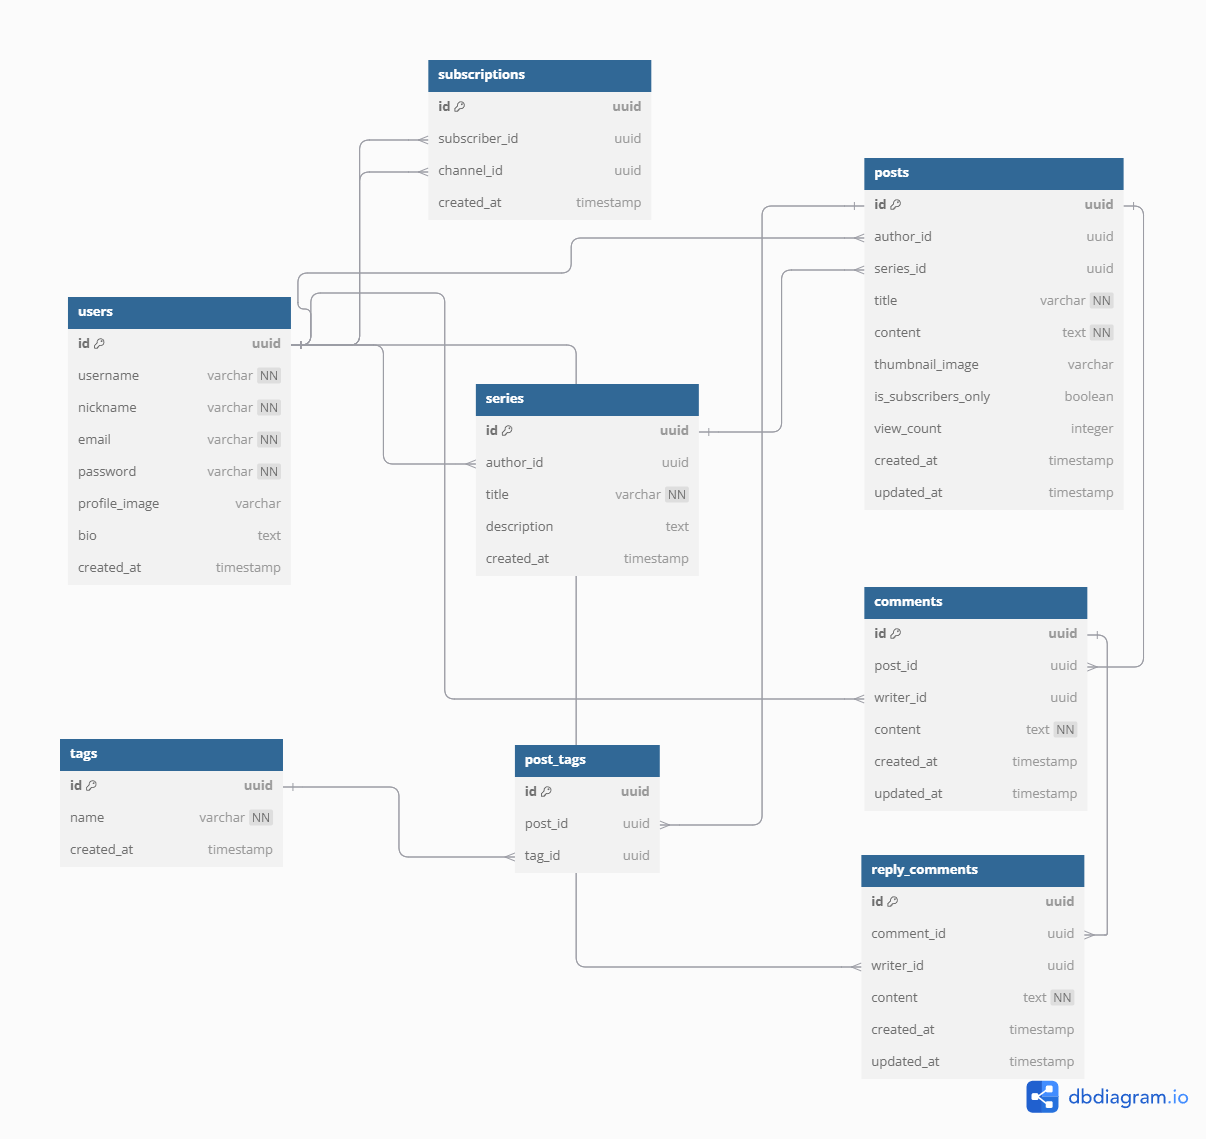 subscriptions
id uuid
subscriber_id uuid
channel_id uuid
created_at timestamp
posts
id uuid
author_id uuid
series_id uuid
title varchar NN
content text NN
thumbnail_image varchar
is_subscribers_only boolean
view_count integer
created_at timestamp
updated_at timestamp
users
id uuid
username varchar NN
nickname varchar NN
email varchar NN
password varchar NN
profile_image varchar
bio text
created_at timestamp
series
id uuid
author_id uuid
title varchar NN
description text
created_at timestamp
comments
id uuid
post_id uuid
writer_id uuid
content text NN
created_at timestamp
updated_at timestamp
tags
id uuid
name varchar NN
created_at timestamp
post_tags
id uuid
post_id uuid
tag_id uuid
reply_comments
id uuid
comment_id uuid
writer_id uuid
content text NN
created_at timestamp
updated_at timestamp
dbdiagram.io